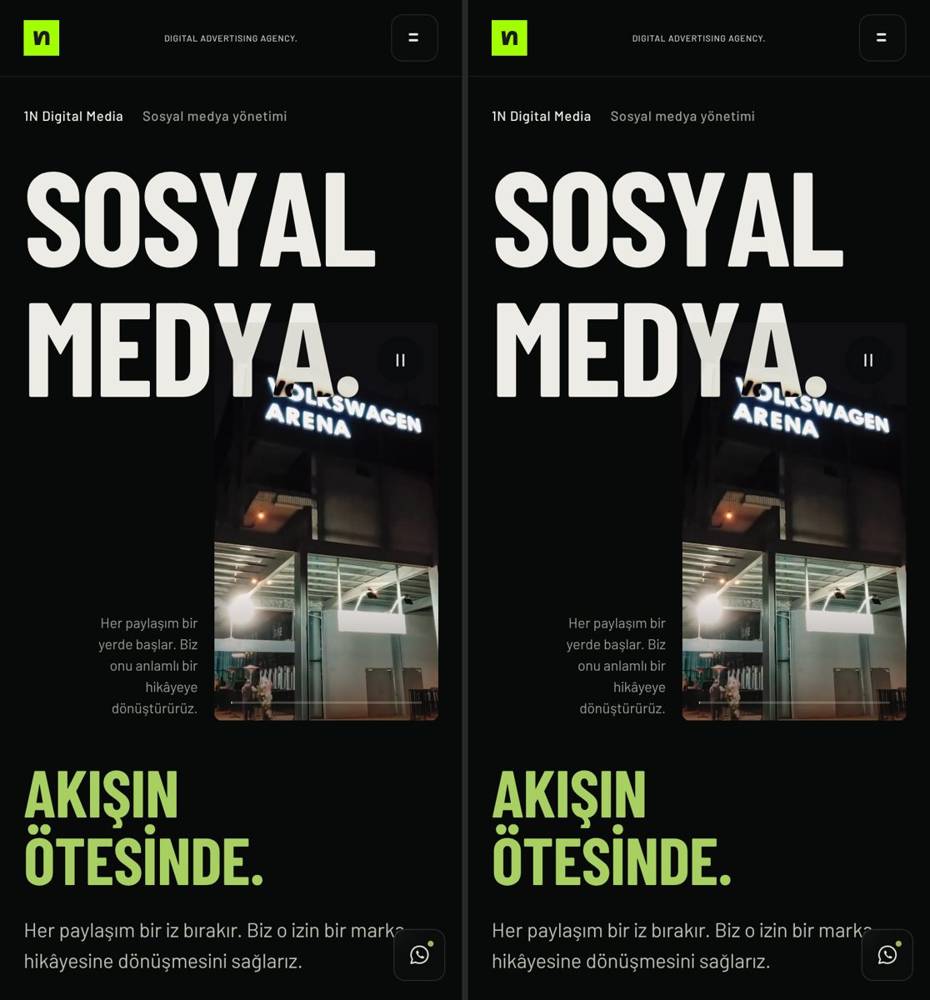 n
DIGITAL ADVERTISING AGENCY.
1N Digital Media Sosyal medya yönetimi
SOSYAL
MEDYA.
VOLKSWAGEN
ARENA
Her paylaşım bir
yerde başlar. Biz
onu anlamlı bir
hikâyeye
dönüştürürüz.
AKIŞIN
ÖTESİNDE.
Her paylaşım bir iz bırakır. Biz o izin bir marka
hikâyesine dönüşmesini sağlarız.
n
DIGITAL ADVERTISING AGENCY.
1N Digital Media Sosyal medya yönetimi
SOSYAL
MEDYA.
VOLKSWAGEN
ARENA
Her paylaşım bir
yerde başlar. Biz
onu anlamlı bir
hikâyeye
dönüştürürüz.
AKIŞIN
ÖTESİNDE.
Her paylaşım bir iz bırakır. Biz o izin bir marka
hikâyesine dönüşmesini sağlarız.